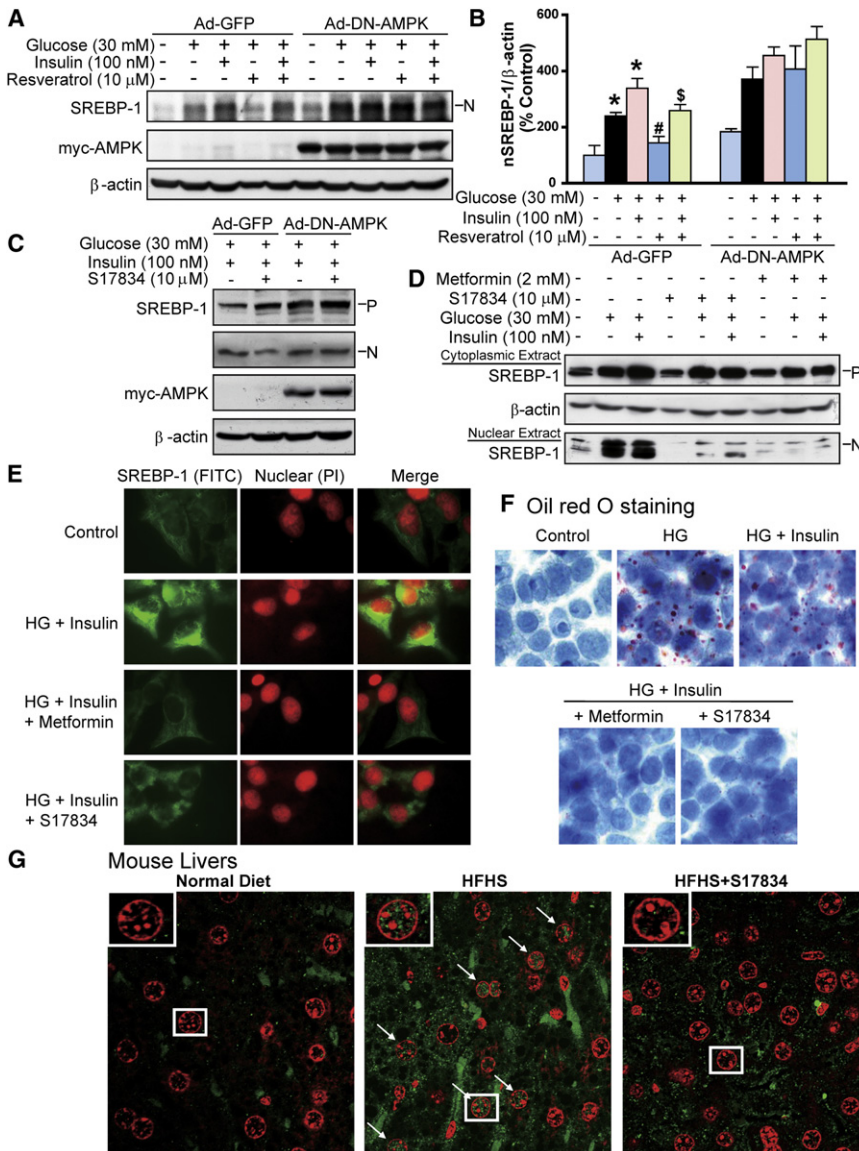 A
Ad-GFP Ad-DN-AMPK
Glucose (30 mM) - + + + + - + + + +
Insulin (100 nM) - - + - + - - + - +
Resveratrol (10 μM) - - - + + - - - + +
SREBP-1 –N
myc-AMPK
β-actin
B
nSREBP-1/β-actin
(% Control)
600
400
200
0
* * # $
Glucose (30 mM) - + + + + - + + + +
Insulin (100 nM) - - + - + - - + - +
Resveratrol (10 μM) - - - + + - - - + +
Ad-GFP Ad-DN-AMPK
C
Ad-GFP Ad-DN-AMPK
Glucose (30 mM) + + + +
Insulin (100 nM) + + + +
S17834 (10 μM) - + - +
SREBP-1 –P
–N
myc-AMPK
β-actin
D
Metformin (2 mM) - - - - - - + + +
S17834 (10 μM) - - - + + + - - -
Glucose (30 mM) - + + - + + - + +
Insulin (100 nM) - - + - - + - - +
Cytoplasmic Extract
SREBP-1 –P
β-actin
Nuclear Extract
SREBP-1 –N
E
SREBP-1 (FITC) Nuclear (PI) Merge
Control
HG + Insulin
HG + Insulin
+ Metformin
HG + Insulin
+ S17834
F Oil red O staining
Control HG HG + Insulin
HG + Insulin
+ Metformin + S17834
G
Mouse Livers
Normal Diet HFHS HFHS+S17834